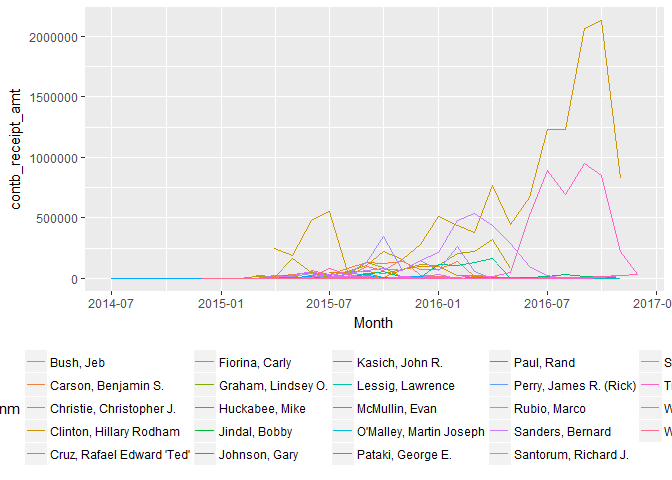 2000000
1500000
contb_receipt_amt
1000000
500000
0
2014-07 2015-01 2015-07 2016-01 2016-07 2017-0
Month
nm
Bush, Jeb Fiorina, Carly Kasich, John R. Paul, Rand S
Carson, Benjamin S. Graham, Lindsey O. Lessig, Lawrence Perry, James R. (Rick) T
Christie, Christopher J. Huckabee, Mike McMullin, Evan Rubio, Marco W
Clinton, Hillary Rodham Jindal, Bobby O'Malley, Martin Joseph Sanders, Bernard W
Cruz, Rafael Edward 'Ted' Johnson, Gary Pataki, George E. Santorum, Richard J.